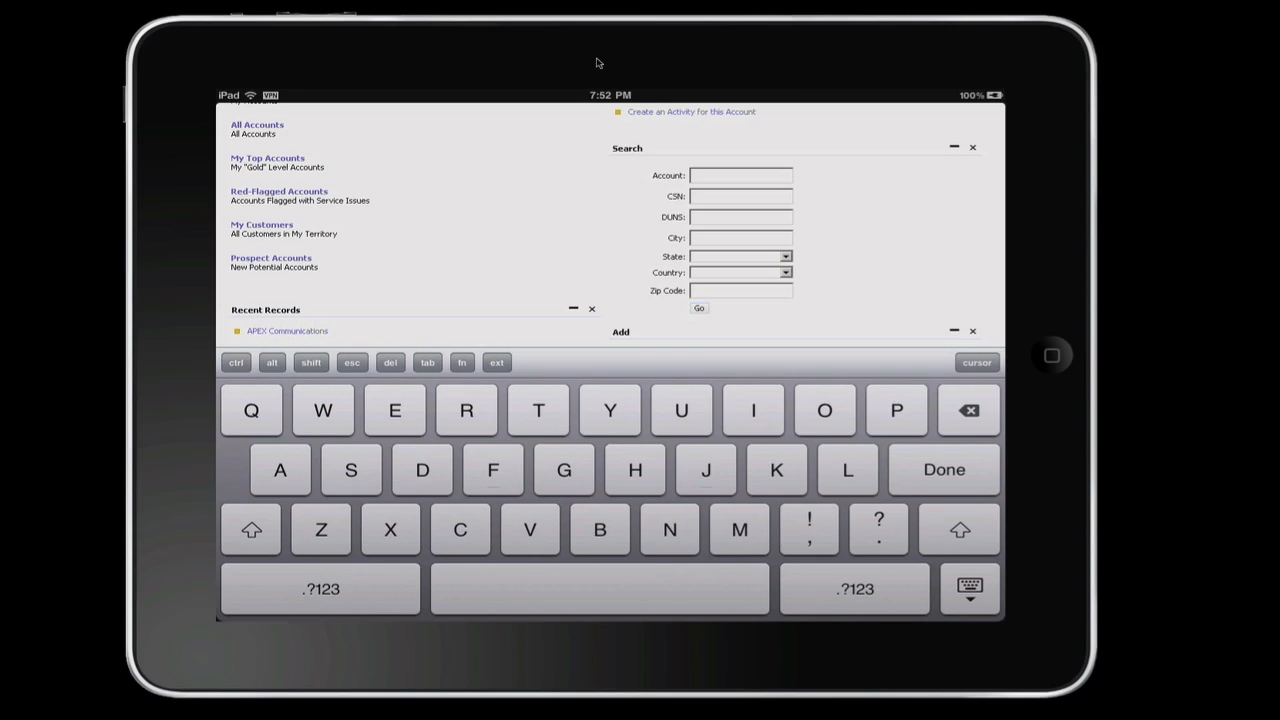 iPad VPN 7:52 PM 100%
All Accounts
All Accounts
My Top Accounts
My "Gold" Level Accounts
Red-Flagged Accounts
Accounts Flagged with Service Issues
My Customers
All Customers in My Territory
Prospect Accounts
New Potential Accounts
Recent Records
APEX Communications
Create an Activity for this Account
Search
Account:
CSN:
DUNS:
City:
State:
Country:
Zip Code:
Go
Add
ctrl alt shift esc del tab fn ext cursor
Q W E R T Y U I O P
A S D F G H J K L Done
Z X C V B N M ! , ? .
.?123 .?123